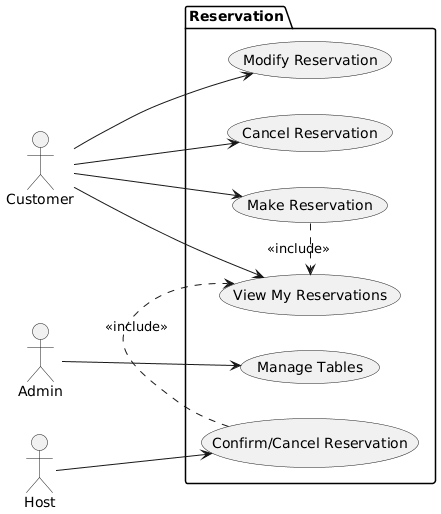 Reservation
Modify Reservation
Cancel Reservation
Customer
Make Reservation
«include»
View My Reservations
«include»
Manage Tables
Admin
Confirm/Cancel Reservation
Host